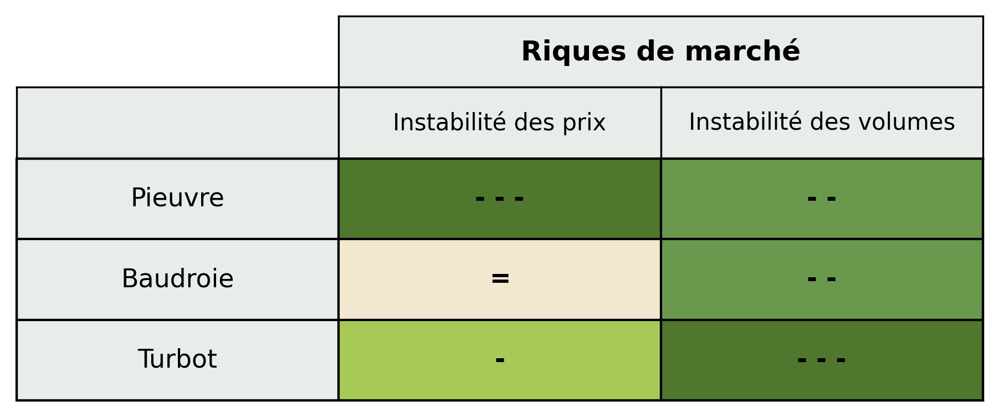 Riques de marché
Instabilité des prix Instabilité des volumes
Pieuvre - - - - -
Baudroie = - -
Turbot - - - -